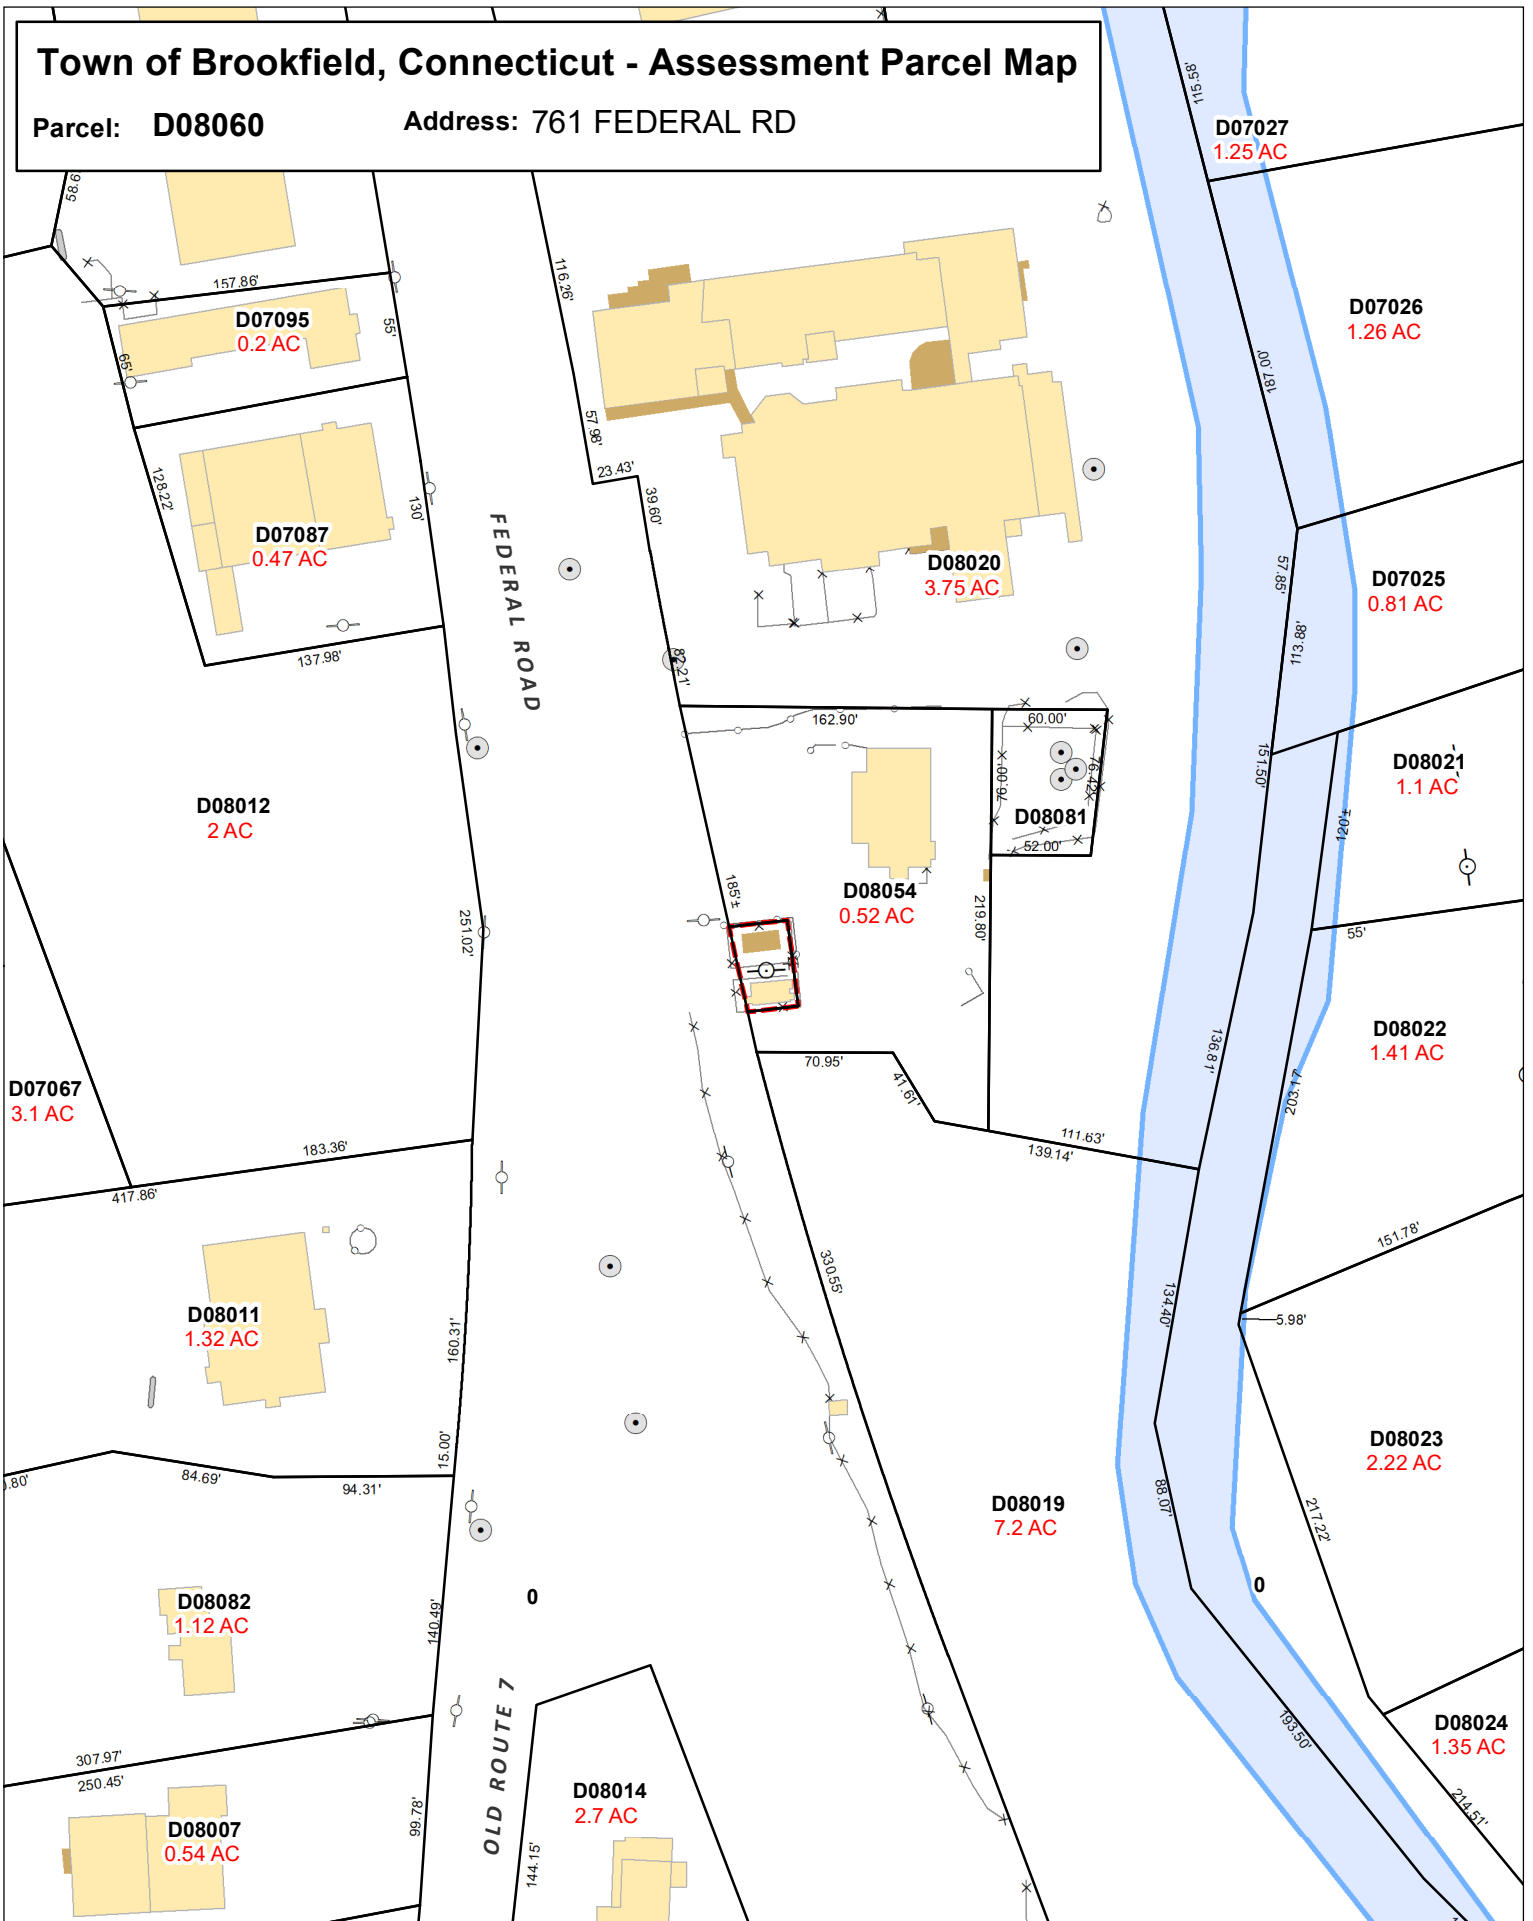 Town of Brookfield, Connecticut - Assessment Parcel Map
Parcel: D08060 Address: 761 FEDERAL RD
115.58'
D07027
1.25 AC
157.86'
D07095
0.2 AC
55'
65'
116.26'
D07026
1.26 AC
187.00'
57.98'
23.43'
39.60'
128.22'
130'
D07087
0.47 AC
137.98'
FEDERAL ROAD
D08020
3.75 AC
57.85'
D07025
0.81 AC
113.88'
82.21'
162.90'
60.00'
151.50'
D08021
1.1 AC
76.00'
76.42'
D08081
52.00'
120'±
D08012
2 AC
185'±
D08054
0.52 AC
219.80'
251.02'
55'
D08022
1.41 AC
136.81'
203.17'
70.95'
41.61'
D07067
3.1 AC
183.36'
417.86'
111.63'
139.14'
151.78'
330.55'
134.40'
5.98'
D08011
1.32 AC
160.31'
15.00'
84.69'
94.31'
.80'
D08023
2.22 AC
D08019
7.2 AC
88.07'
217.22'
0
0
D08082
1.12 AC
140.49'
OLD ROUTE 7
193.50'
D08024
1.35 AC
214.51'
307.97'
250.45'
D08014
2.7 AC
99.78'
144.15'
D08007
0.54 AC